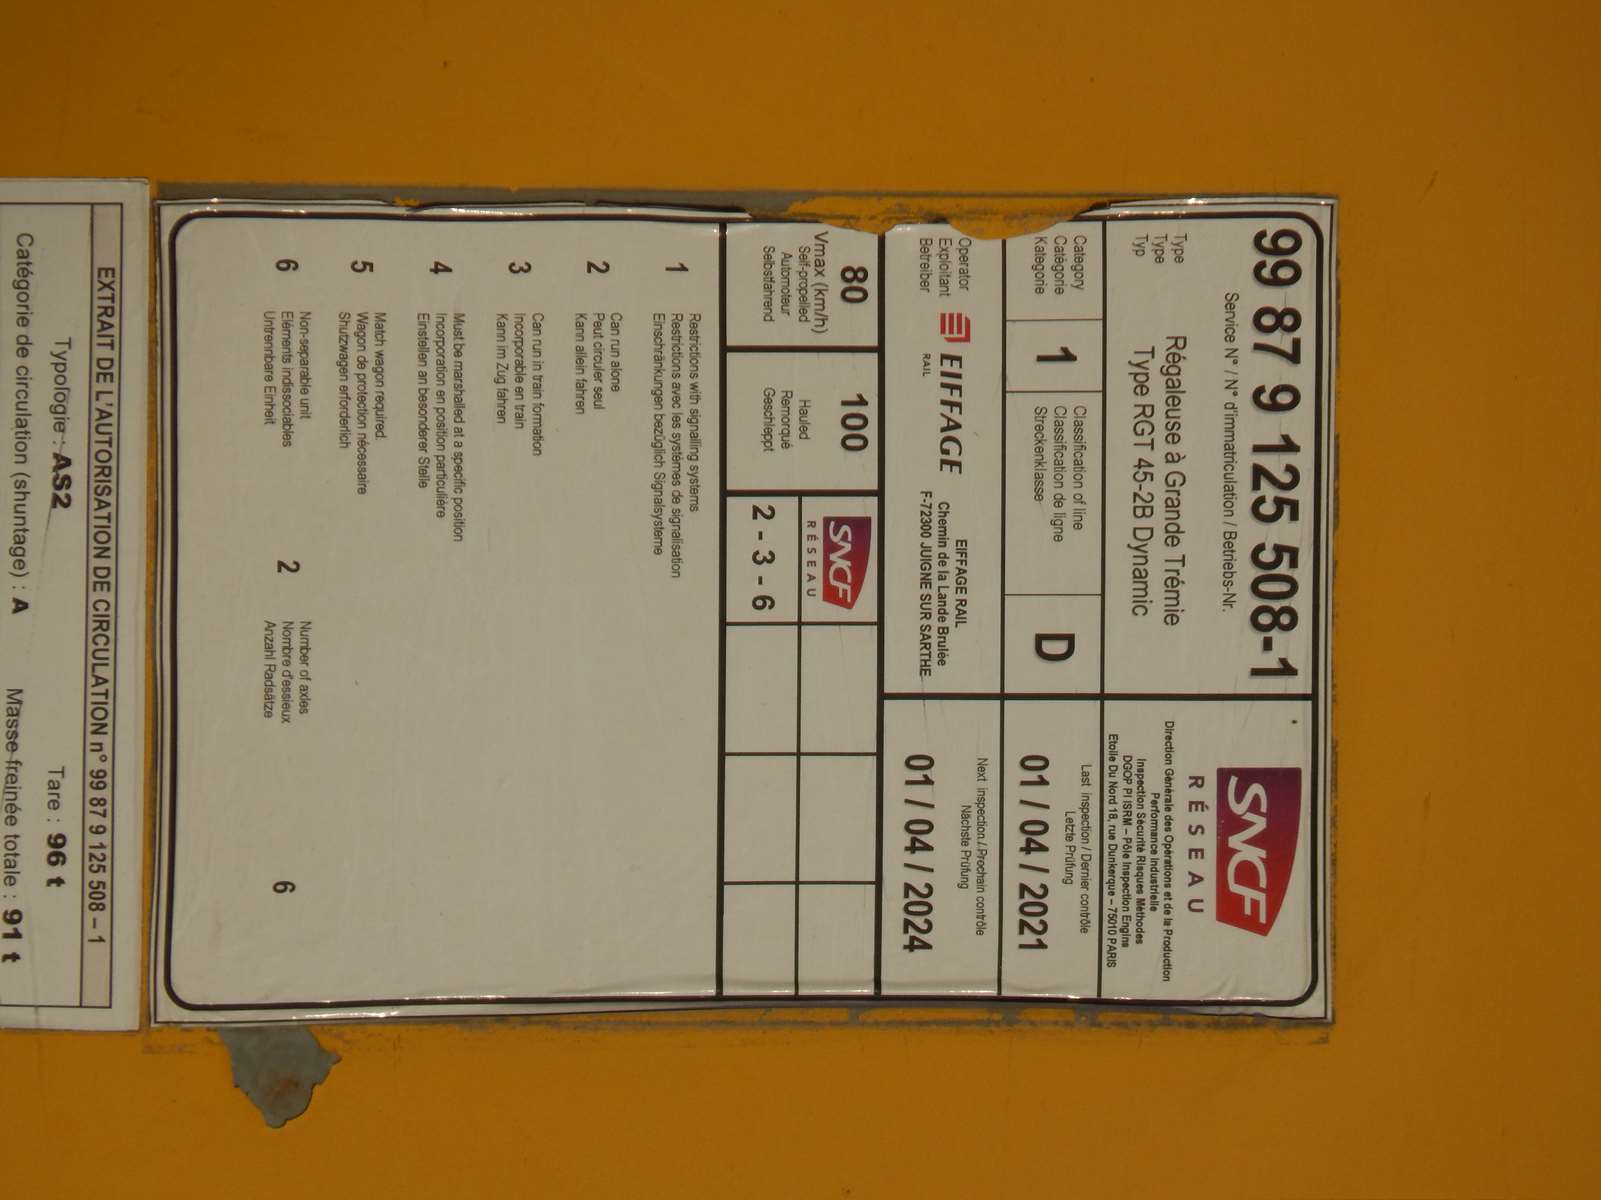 99 87 9 125 508-1
Service N° / N° d'immatriculation / Betriebs-Nr.
Type
Type
Typ
Régaleuse à Grande Trémie
Type RGT 45-2B Dynamic
SNCF
RÉSEAU
Direction Générale des Opérations et de la Production
Performance Industrielle
Inspection Sécurité Risques Méthodes
DGOP PI ISRM – Pôle Inspection Engins
Etoile Du Nord 18, rue Dunkerque – 75010 PARIS
Category
Catégorie
Kategorie
1
Classification of line
Classification de ligne
Streckenklasse
D
Last inspection / Dernier contrôle
Letzte Prüfung
01 / 04 / 2021
Operator
Exploitant
Betreiber
EIFFAGE
RAIL
EIFFAGE RAIL
Chemin de la Lande Brulée
F-72300 JUIGNE SUR SARTHE
Next inspection / Prochain contrôle
Nächste Prüfung
01 / 04 / 2024
80
Vmax (km/h)
Self-propelled
Automoteur
Selbstfahrend
100
Hauled
Remorqué
Geschleppt
SNCF
RÉSEAU
2 - 3 - 6
1
Restrictions with signalling systems
Restrictions avec les systèmes de signalisation
Einschränkungen bezüglich Signalsysteme
2
Can run alone
Peut circuler seul
Kann allein fahren
3
Can run in train formation
Incorporable en train
Kann im Zug fahren
4
Must be marshalled at a specific position
Incorporation en position particulière
Einstellen an besonderer Stelle
5
Match wagon required.
Wagon de protection nécessaire
Shutzwagen erforderlich
6
Non-separable unit
Eléments indissociables
Untrennbare Einheit
2
Number of axles
Nombre d'essieux
Anzahl Radsätze
6
EXTRAIT DE L'AUTORISATION DE CIRCULATION n° 99 87 9 125 508 – 1
Typologie : AS2 Tare : 96 t
Catégorie de circulation (shuntage) : A Masse freinée totale : 91 t